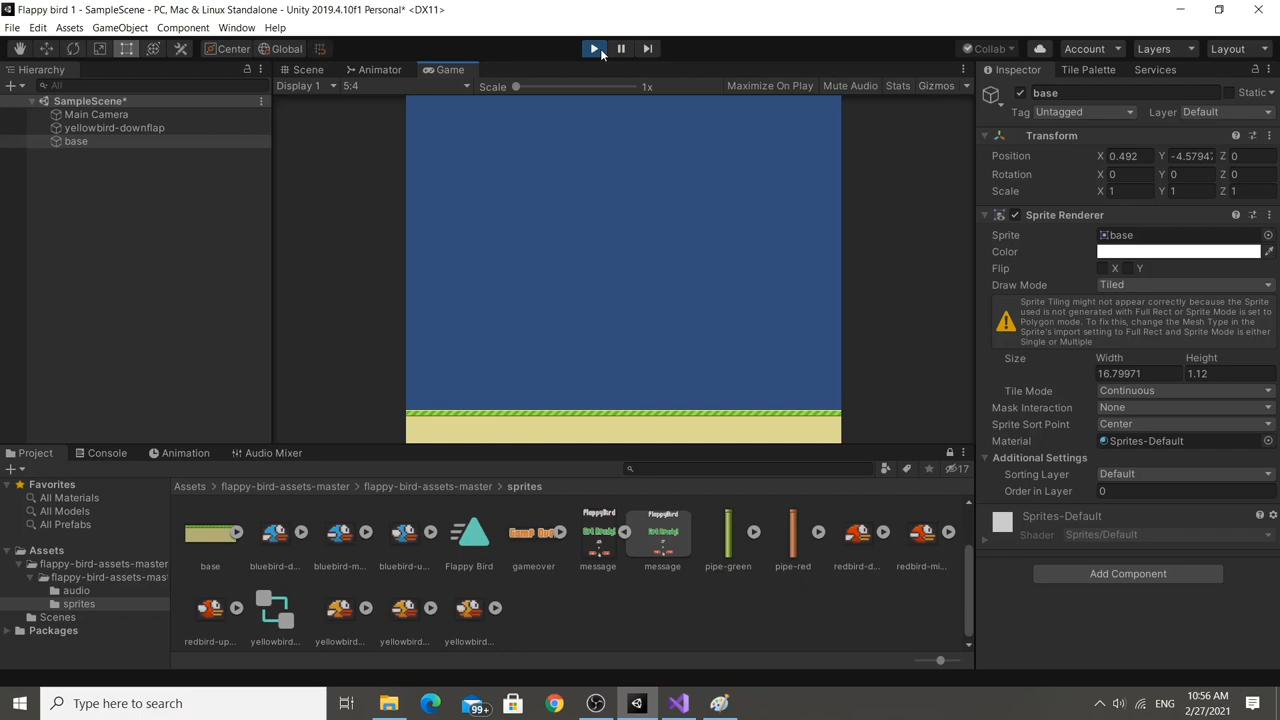 Flappy bird 1 - SampleScene - PC, Mac & Linux Standalone - Unity 2019.4.10f1 Personal* <DX11>
File Edit Assets GameObject Component Window Help
Center Global Collab Account Layers Layout
Hierarchy
All
SampleScene*
Main Camera
yellowbird-downflap
base
Scene Animator Game
Display 1 5:4 Scale 1x Maximize On Play Mute Audio Stats Gizmos
Inspector Tile Palette Services
base Static
Tag Untagged Layer Default
Transform
Position X 0.492 Y -4.5794 Z 0
Rotation X 0 Y 0 Z 0
Scale X 1 Y 1 Z 1
Sprite Renderer
Sprite base
Color
Flip X Y
Draw Mode Tiled
Sprite Tiling might not appear correctly because the Sprite
used is not generated with Full Rect or Sprite Mode is set to
Polygon mode. To fix this, change the Mesh Type in the
Sprite's import setting to Full Rect and Sprite Mode is either
Single or Multiple
Size Width Height
16.79971 1.12
Tile Mode Continuous
Mask Interaction None
Sprite Sort Point Center
Material Sprites-Default
Additional Settings
Sorting Layer Default
Order in Layer 0
Sprites-Default
Shader Sprites/Default
Add Component
Project Console Animation Audio Mixer
17
Favorites
All Materials
All Models
All Prefabs
Assets
flappy-bird-assets-master
flappy-bird-assets-mast
audio
sprites
Scenes
Packages
Assets flappy-bird-assets-master flappy-bird-assets-master sprites
base bluebird-d... bluebird-m... bluebird-u... Flappy Bird gameover message message pipe-green pipe-red redbird-d... redbird-mi...
redbird-up... yellowbird... yellowbird... yellowbird... yellowbird...
Type here to search
99+
ENG
10:56 AM
2/27/2021